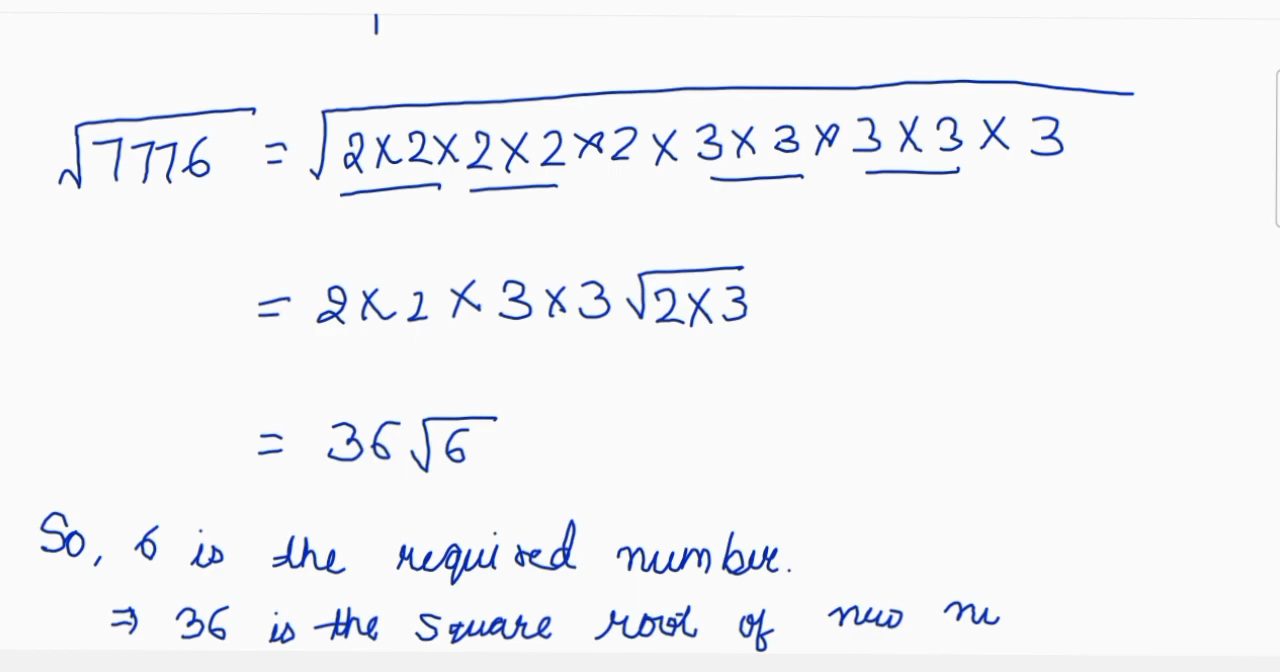 √7776 = √2×2×2×2×2×3×3×3×3×3
= 2×2×3×3√2×3
= 36√6
So, 6 is the required number.
⇒ 36 is the square root of new nu